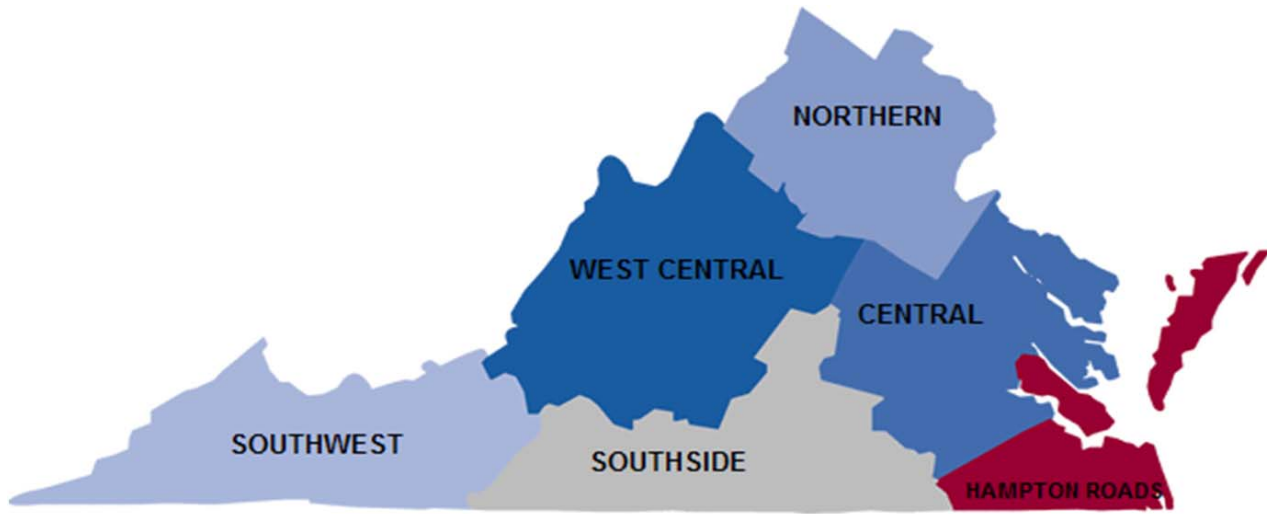 NORTHERN
WEST CENTRAL
CENTRAL
SOUTHWEST
SOUTHSIDE
HAMPTON ROADS